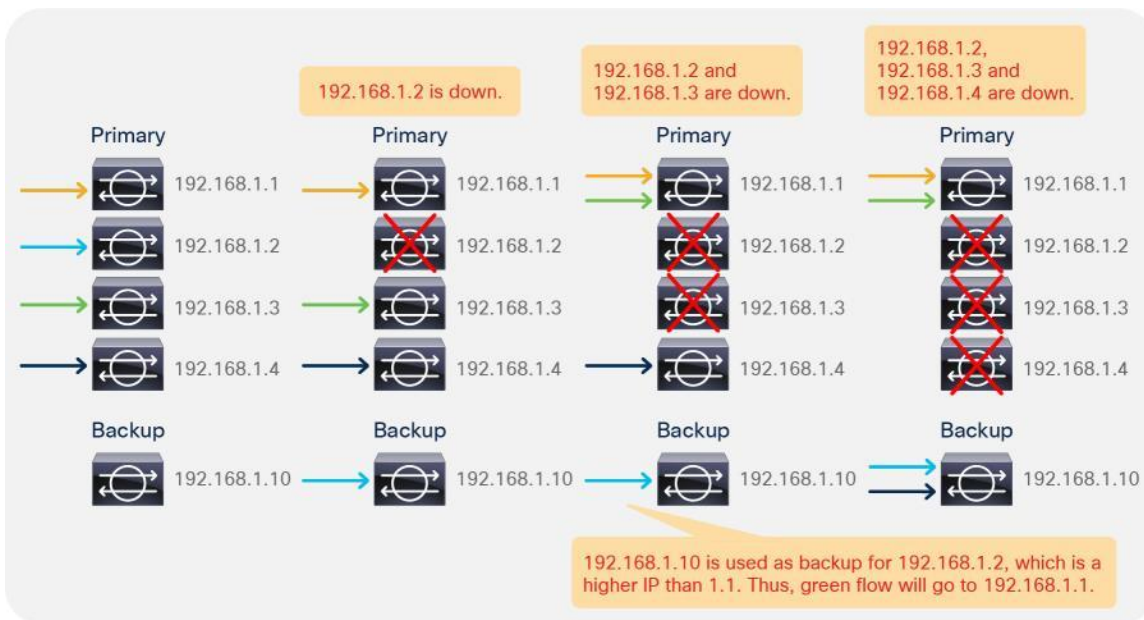 192.168.1.2 is down.
192.168.1.2 and
192.168.1.3 are down.
192.168.1.2,
192.168.1.3 and
192.168.1.4 are down.
Primary
192.168.1.1
192.168.1.2
192.168.1.3
192.168.1.4
Backup
192.168.1.10
Primary
192.168.1.1
192.168.1.2
192.168.1.3
192.168.1.4
Backup
192.168.1.10
Primary
192.168.1.1
192.168.1.2
192.168.1.3
192.168.1.4
Backup
192.168.1.10
Primary
192.168.1.1
192.168.1.2
192.168.1.3
192.168.1.4
Backup
192.168.1.10
192.168.1.10 is used as backup for 192.168.1.2, which is a
higher IP than 1.1. Thus, green flow will go to 192.168.1.1.